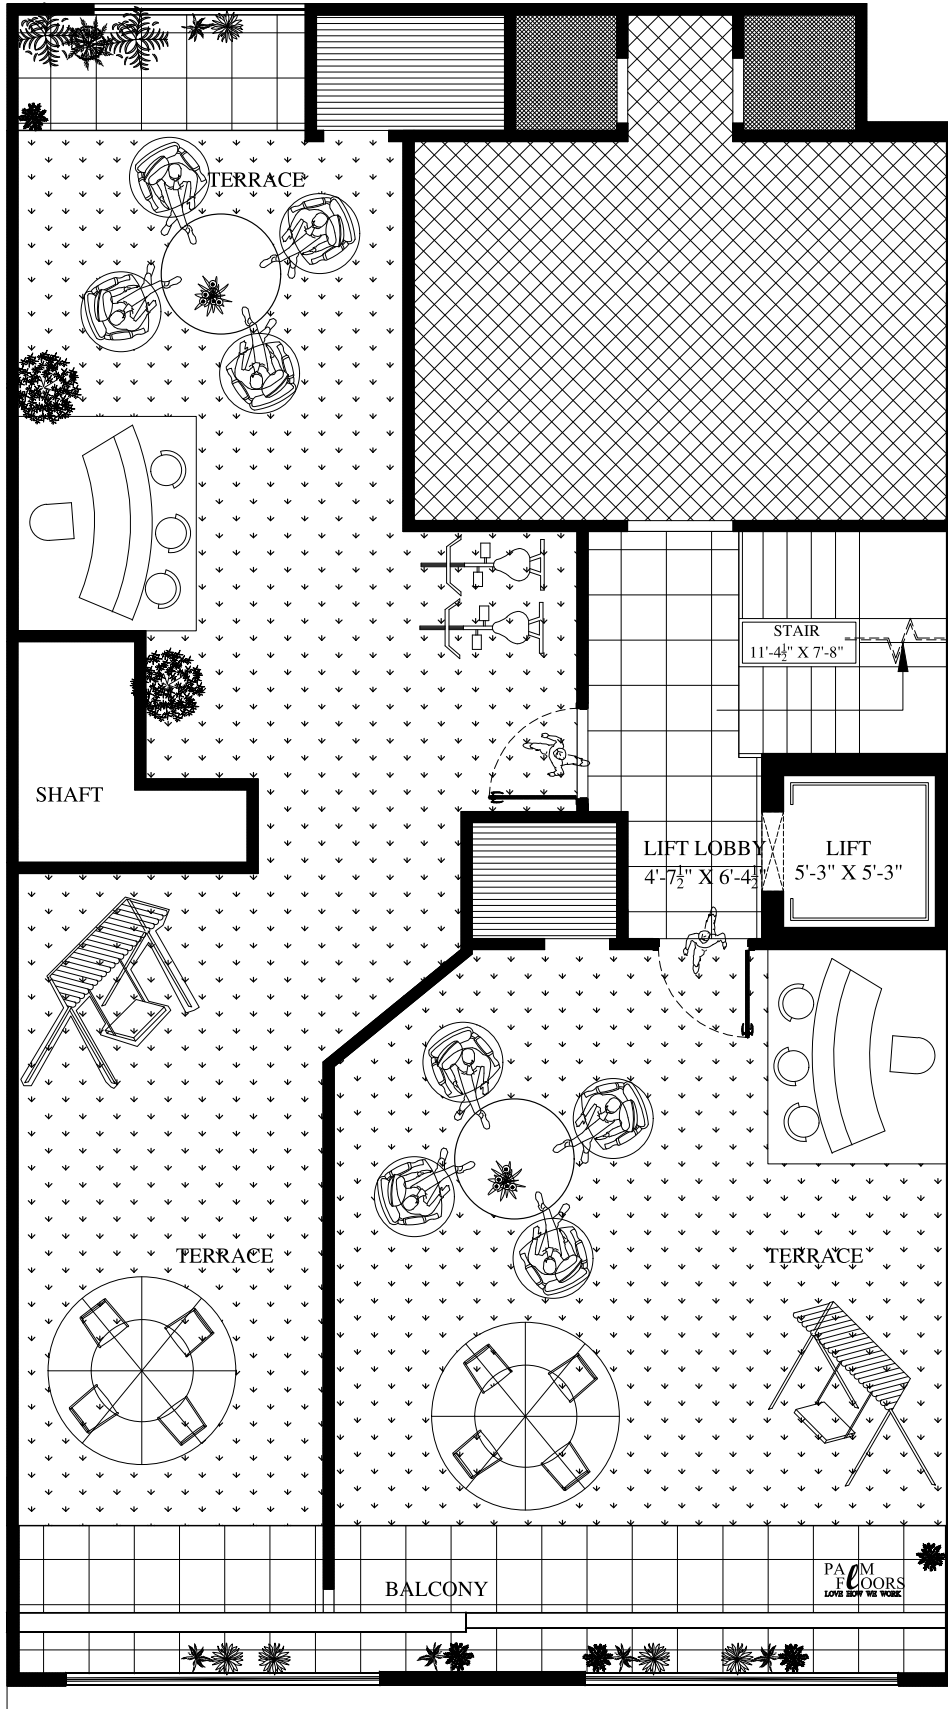 TERRACE
STAIR
11'-4½" X 7'-8"
SHAFT
LIFT LOBBY
4'-7½" X 6'-4½"
LIFT
5'-3" X 5'-3"
TERRACE
TERRACE
BALCONY
PALM
FLOORS
LOVE HOW WE WORK